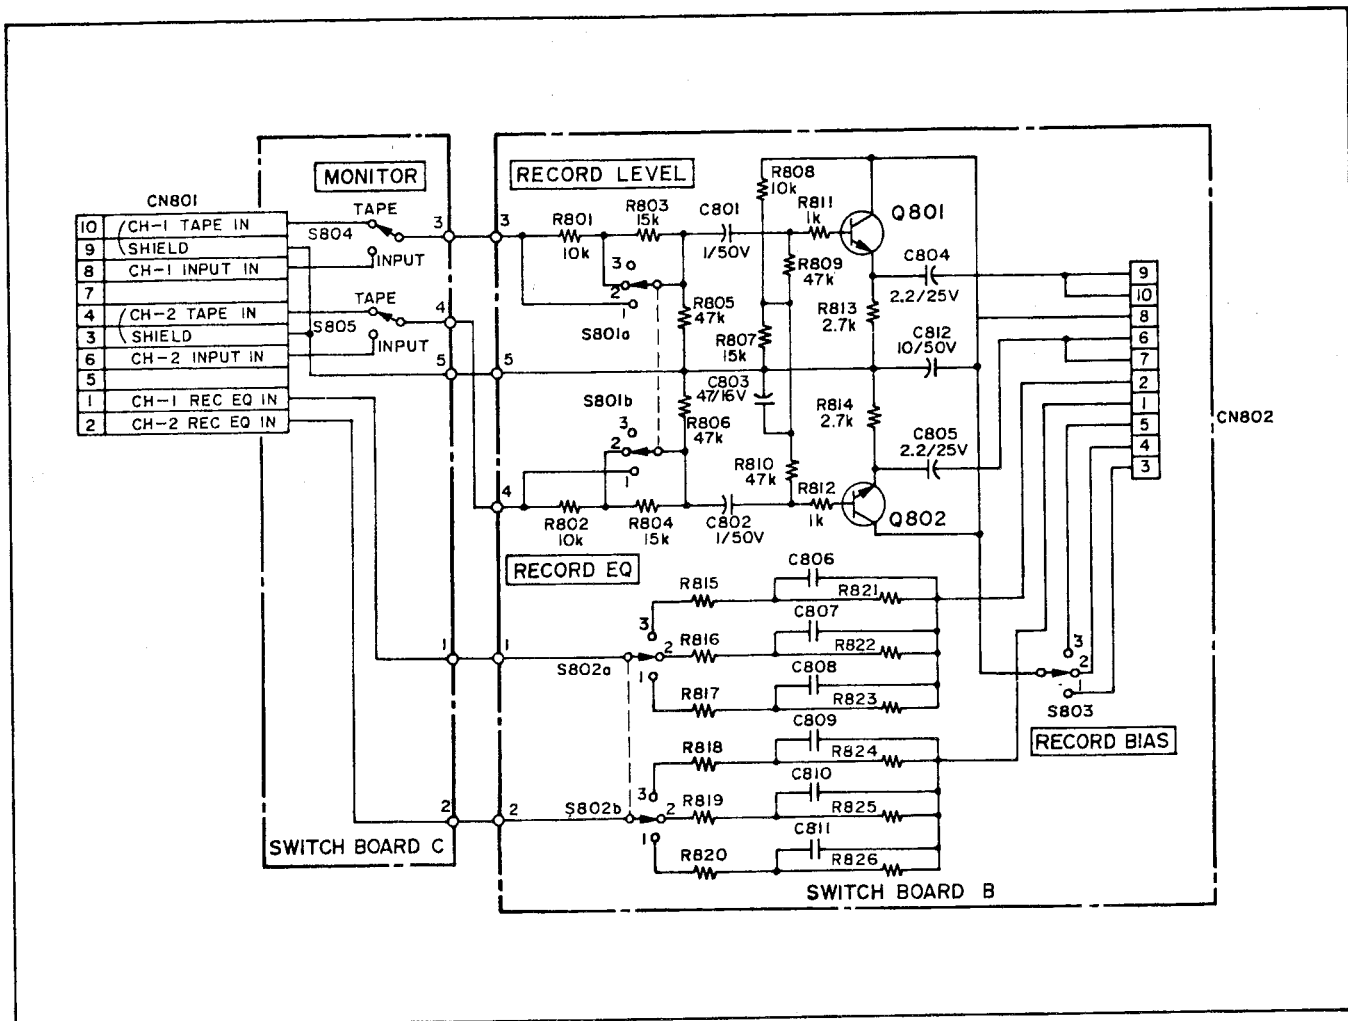 MONITOR
RECORD LEVEL
CN801
10 CH-1 TAPE IN
9 SHIELD
8 CH-1 INPUT IN
7
4 CH-2 TAPE IN
3 SHIELD
6 CH-2 INPUT IN
5
1 CH-1 REC EQ IN
2 CH-2 REC EQ IN
TAPE
S804
INPUT
TAPE
S805
INPUT
3
4
5
1
2
SWITCH BOARD C
3
5
4
1
2
R801
10k
R803
15k
C801
1/50V
R808
10k
R811
1k
Q801
R809
47k
3
2
1
S801a
R805
47k
R807
15k
R813
2.7k
C804
2.2/25V
C812
10/50V
C803
47/16V
S801b
3
2
1
R806
47k
R814
2.7k
C805
2.2/25V
R810
47k
R812
1k
Q802
R802
10k
R804
15k
C802
1/50V
9
10
8
6
7
2
1
5
4
3
CN802
RECORD EQ
R815
C806
R821
C807
3
2
1
R816
R822
S802a
C808
R817
R823
C809
R818
R824
C810
3
2
1
R819
R825
S802b
C811
R820
R826
3
2
1
S803
RECORD BIAS
SWITCH BOARD B